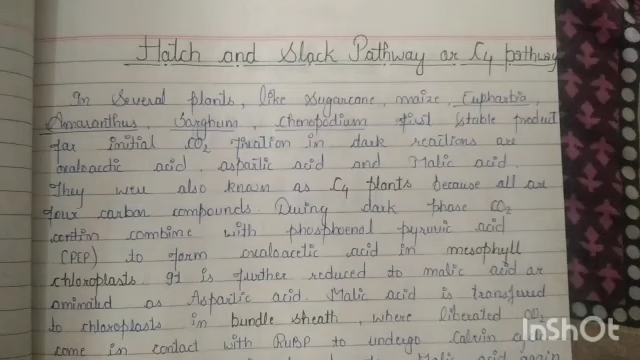 Hatch and Slack Pathway or C4 pathway
In Several plants, like sugarcane, maize, Euphorbia,
Amaranthus, Sorghum, chenopodium first stable product
for initial CO2 fixation in dark reactions are
oxaloacetic acid, aspartic acid and Malic acid.
They were also known as C4 plants because all are
four carbon compounds. During dark phase CO2
combine with phosphoenol pyruvic acid
(PEP) to form oxaloacetic acid in mesophyll
chloroplasts. It is further reduced to malic acid or
aminated as Aspartic acid. Malic acid is transferred
to chloroplasts in bundle sheath, where liberated CO2
come in contact with RuBP to undergo Calvin
Malic acid again
InShOt